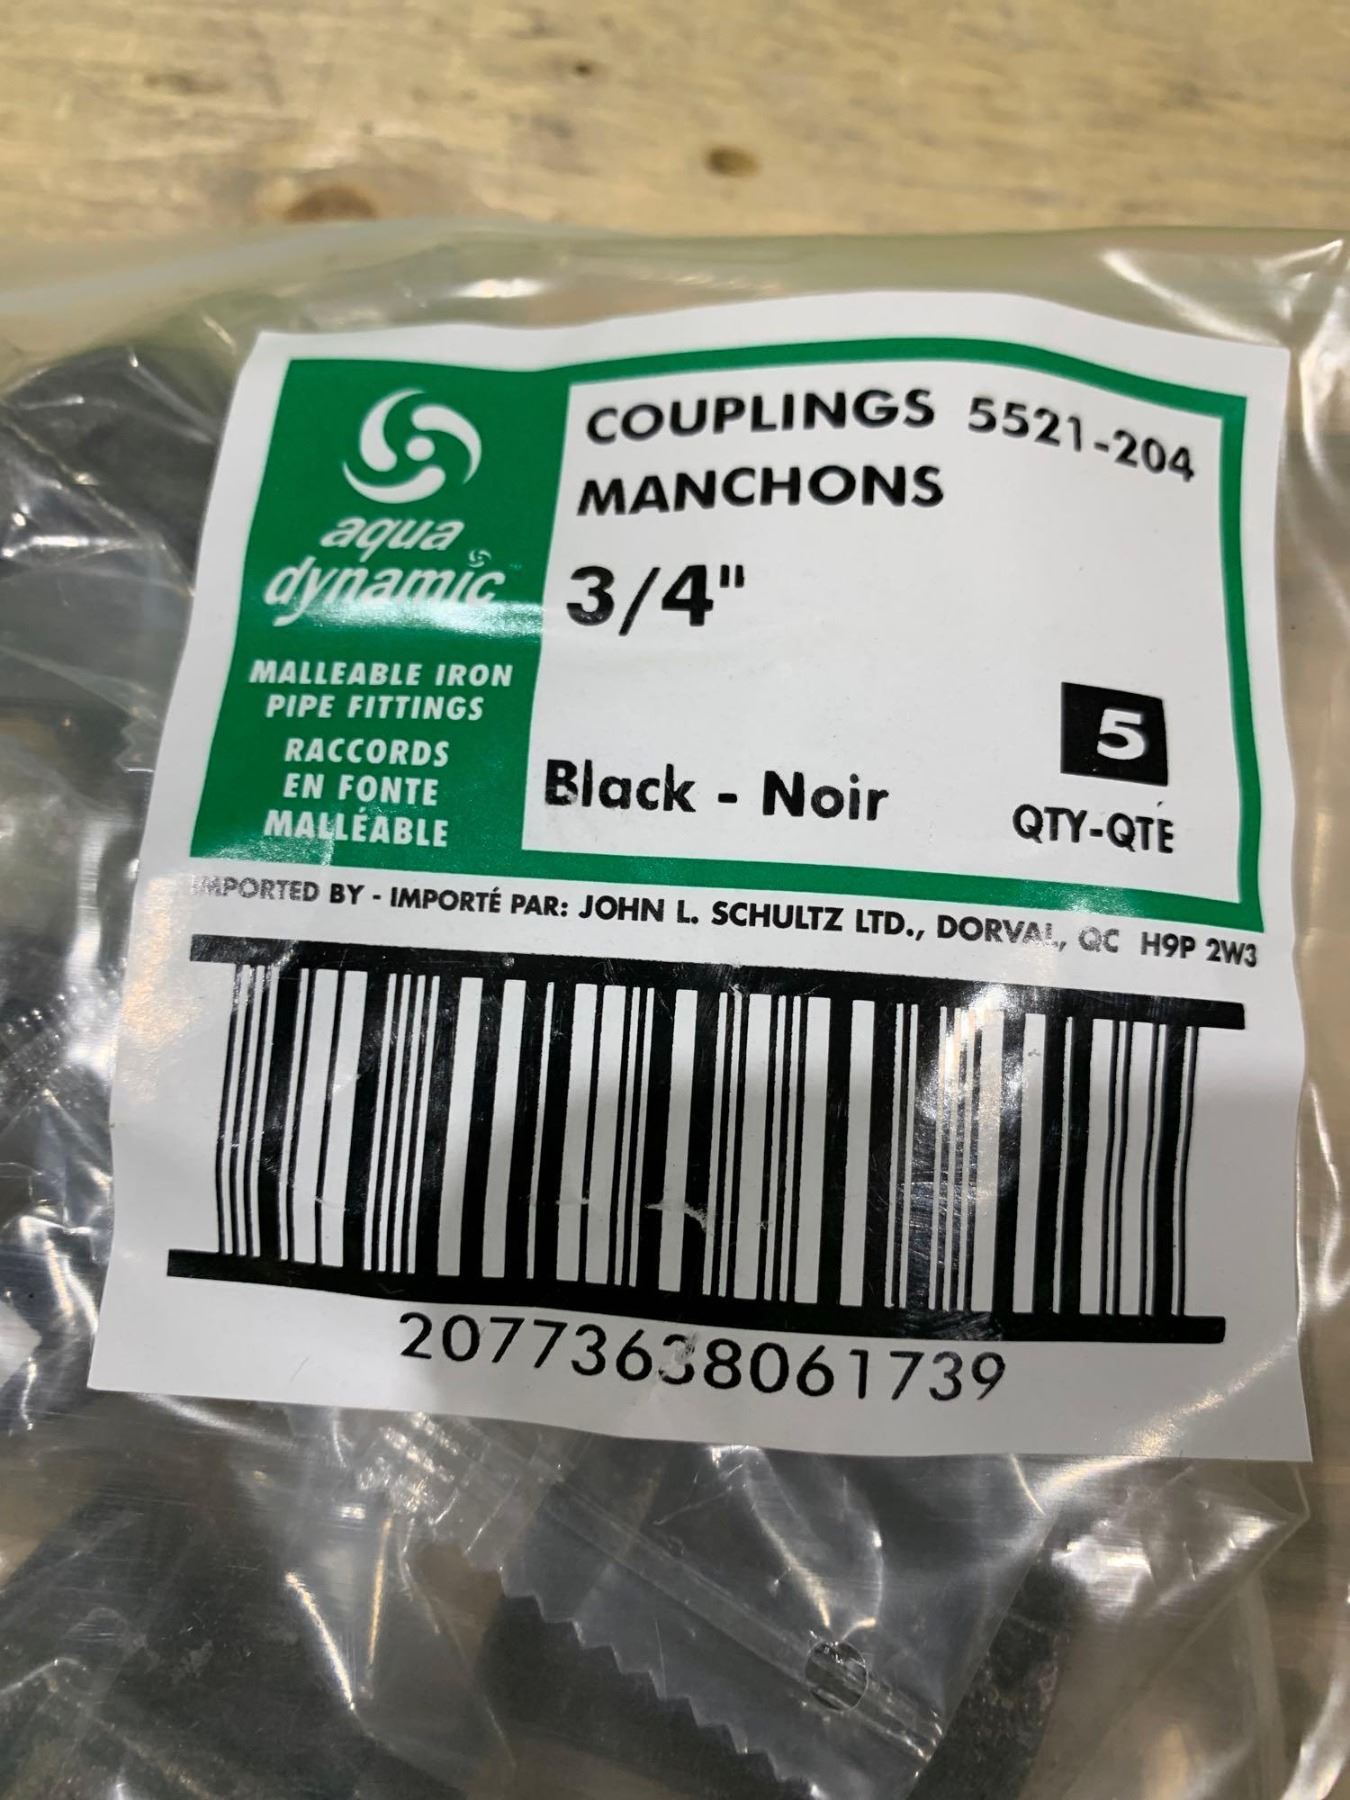 aqua
dynamic
MALLEABLE IRON
PIPE FITTINGS
RACCORDS
EN FONTE
MALLÉABLE
COUPLINGS 5521-204
MANCHONS
3/4"
Black - Noir
5
QTY-QTÉ
IMPORTED BY - IMPORTÉ PAR: JOHN L. SCHULTZ LTD., DORVAL, QC H9P 2W3
20773638061739